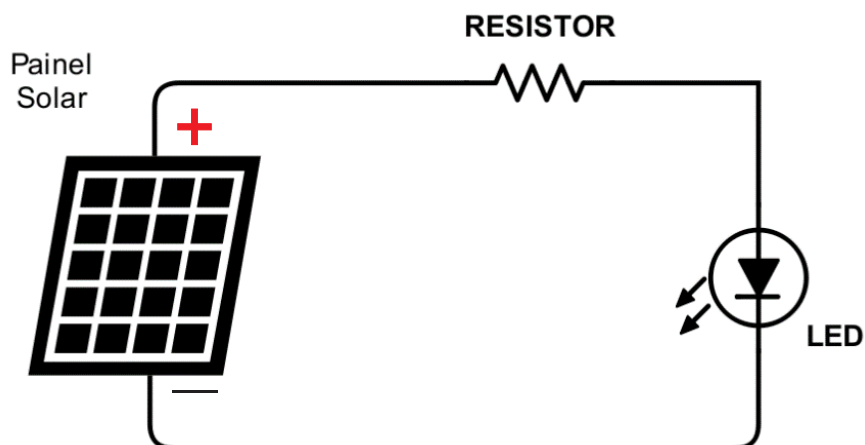 RESISTOR
Painel
Solar
+
—
LED